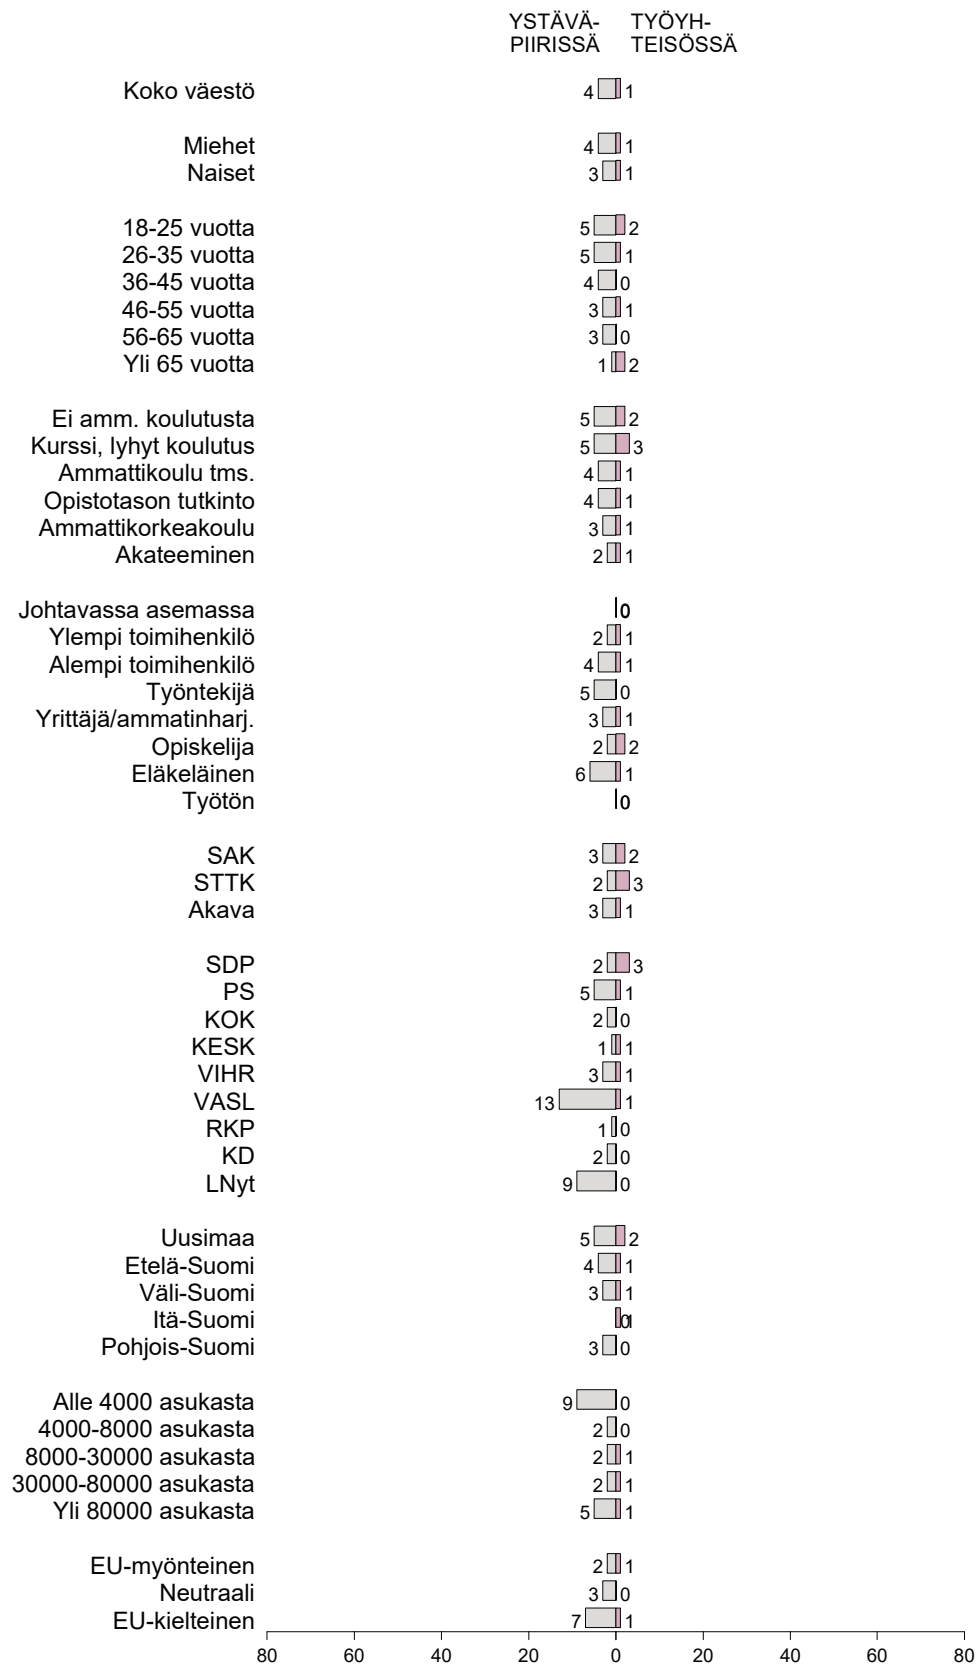 YSTÄVÄ- TYÖYH-
PIIRISSÄ TEISÖSSÄ
Koko väestö 4 1
Miehet 4 1
Naiset 3 1
18-25 vuotta 5 2
26-35 vuotta 5 1
36-45 vuotta 4 0
46-55 vuotta 3 1
56-65 vuotta 3 0
Yli 65 vuotta 1 2
Ei amm. koulutusta 5 2
Kurssi, lyhyt koulutus 5 3
Ammattikoulu tms. 4 1
Opistotason tutkinto 4 1
Ammattikorkeakoulu 3 1
Akateeminen 2 1
Johtavassa asemassa 0
Ylempi toimihenkilö 2 1
Alempi toimihenkilö 4 1
Työntekijä 5 0
Yrittäjä/ammatinharj. 3 1
Opiskelija 2 2
Eläkeläinen 6 1
Työtön 0
SAK 3 2
STTK 2 3
Akava 3 1
SDP 2 3
PS 5 1
KOK 2 0
KESK 1 1
VIHR 3 1
VASL 13 1
RKP 1 0
KD 2 0
LNyt 9 0
Uusimaa 5 2
Etelä-Suomi 4 1
Väli-Suomi 3 1
Itä-Suomi 0 1
Pohjois-Suomi 3 0
Alle 4000 asukasta 9 0
4000-8000 asukasta 2 0
8000-30000 asukasta 2 1
30000-80000 asukasta 2 1
Yli 80000 asukasta 5 1
EU-myönteinen 2 1
Neutraali 3 0
EU-kielteinen 7 1
80 60 40 20 0 20 40 60 80